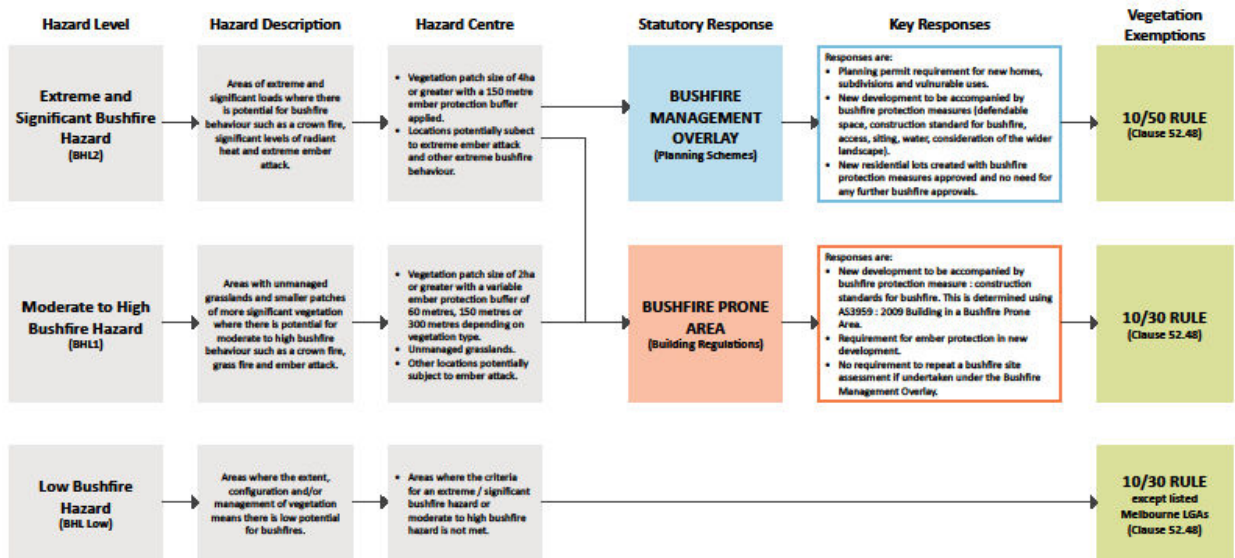 Hazard Level
Hazard Description
Hazard Centre
Statutory Response
Key Responses
Vegetation
Exemptions
Extreme and
Significant Bushfire
Hazard
(BHL2)
Areas of extreme and
significant loads where there
is potential for bushfire
behaviour such as a crown fire,
significant levels of radiant
heat and extreme ember
attack.
• Vegetation patch size of 4ha
or greater with a 150 metre
ember protection buffer
applied.
• Locations potentially subect
to extreme ember attack
and other extreme bushfire
behaviour.
BUSHFIRE
MANAGEMENT
OVERLAY
(Planning Schemes)
Responses are:
• Planning permit requirement for new homes,
subdivisions and vulnurable uses.
• New development to be accompanied by
bushfire protection measures (defendable
space, construction standard for bushfire,
access, siting, water, consideration of the wider
landscape).
• New residential lots created with bushfire
protection measures approved and no need for
any further bushfire approvals.
10/50 RULE
(Clause 52.48)
Moderate to High
Bushfire Hazard
(BHL1)
Areas with unmanaged
grasslands and smaller patches
of more significant vegetation
where there is potential for
moderate to high bushfire
behaviour such as a crown fire,
grass fire and ember attack.
• Vegetation patch size of 2ha
or greater with a variable
ember protection buffer of
60 metres, 150 metres or
300 metres depending on
vegetation type.
• Unmanaged grasslands.
• Other locations potentially
subject to ember attack.
BUSHFIRE PRONE
AREA
(Building Regulations)
Responses are:
• New development to be accompanied by
bushfire protection measure : construction
standards for bushfire. This is determined using
AS3959 : 2009 Building in a Bushfire Prone
Area.
• Requirement for ember protection in new
development.
• No requirement to repeat a bushfire site
assessment if undertaken under the Bushfire
Management Overlay.
10/30 RULE
(Clause 52.48)
Low Bushfire
Hazard
(BHL Low)
Areas where the extent,
configuration and/or
management of vegetation
means there is low potential
for bushfires.
• Areas where the criteria
for an extreme / significant
bushfire hazard or
moderate to high bushfire
hazard is not met.
10/30 RULE
except listed
Melbourne LGAs
(Clause 52.48)